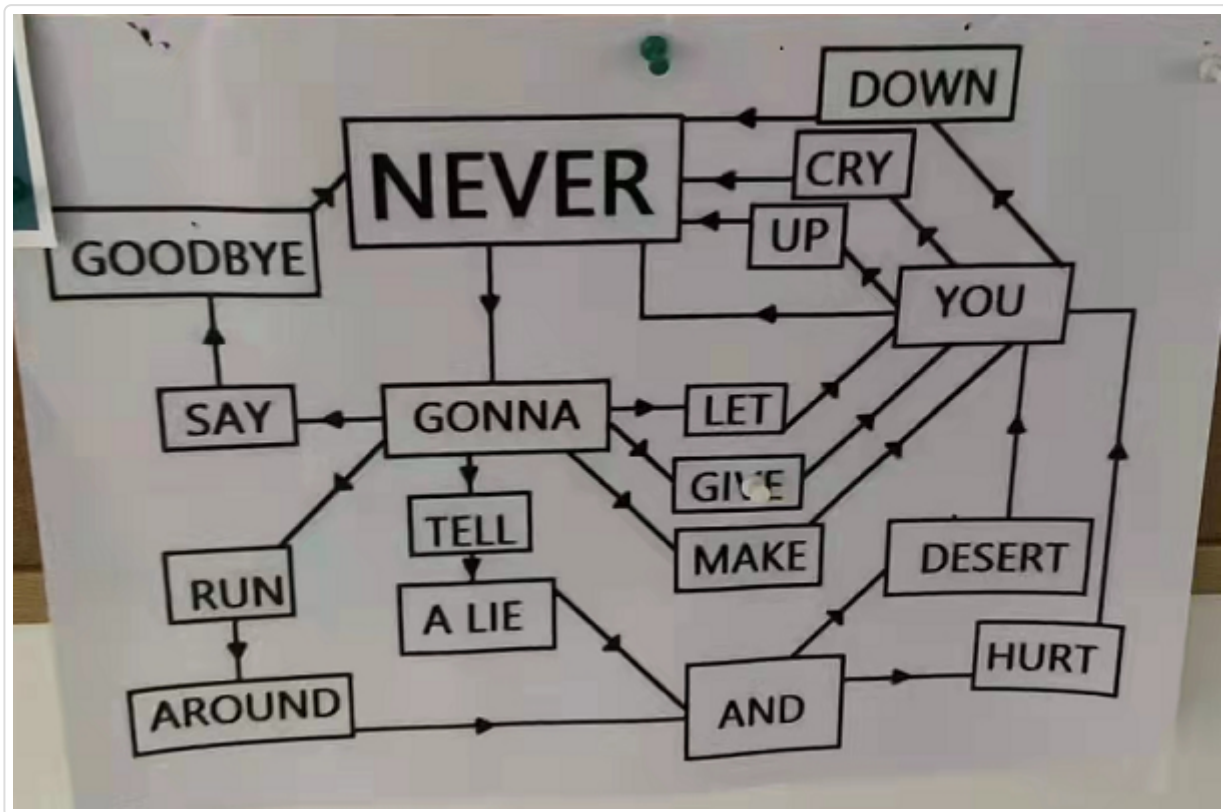 DOWN
NEVER
CRY
UP
GOODBYE
YOU
SAY
GONNA
LET
GIVE
TELL
MAKE
DESERT
RUN
A LIE
HURT
AROUND
AND